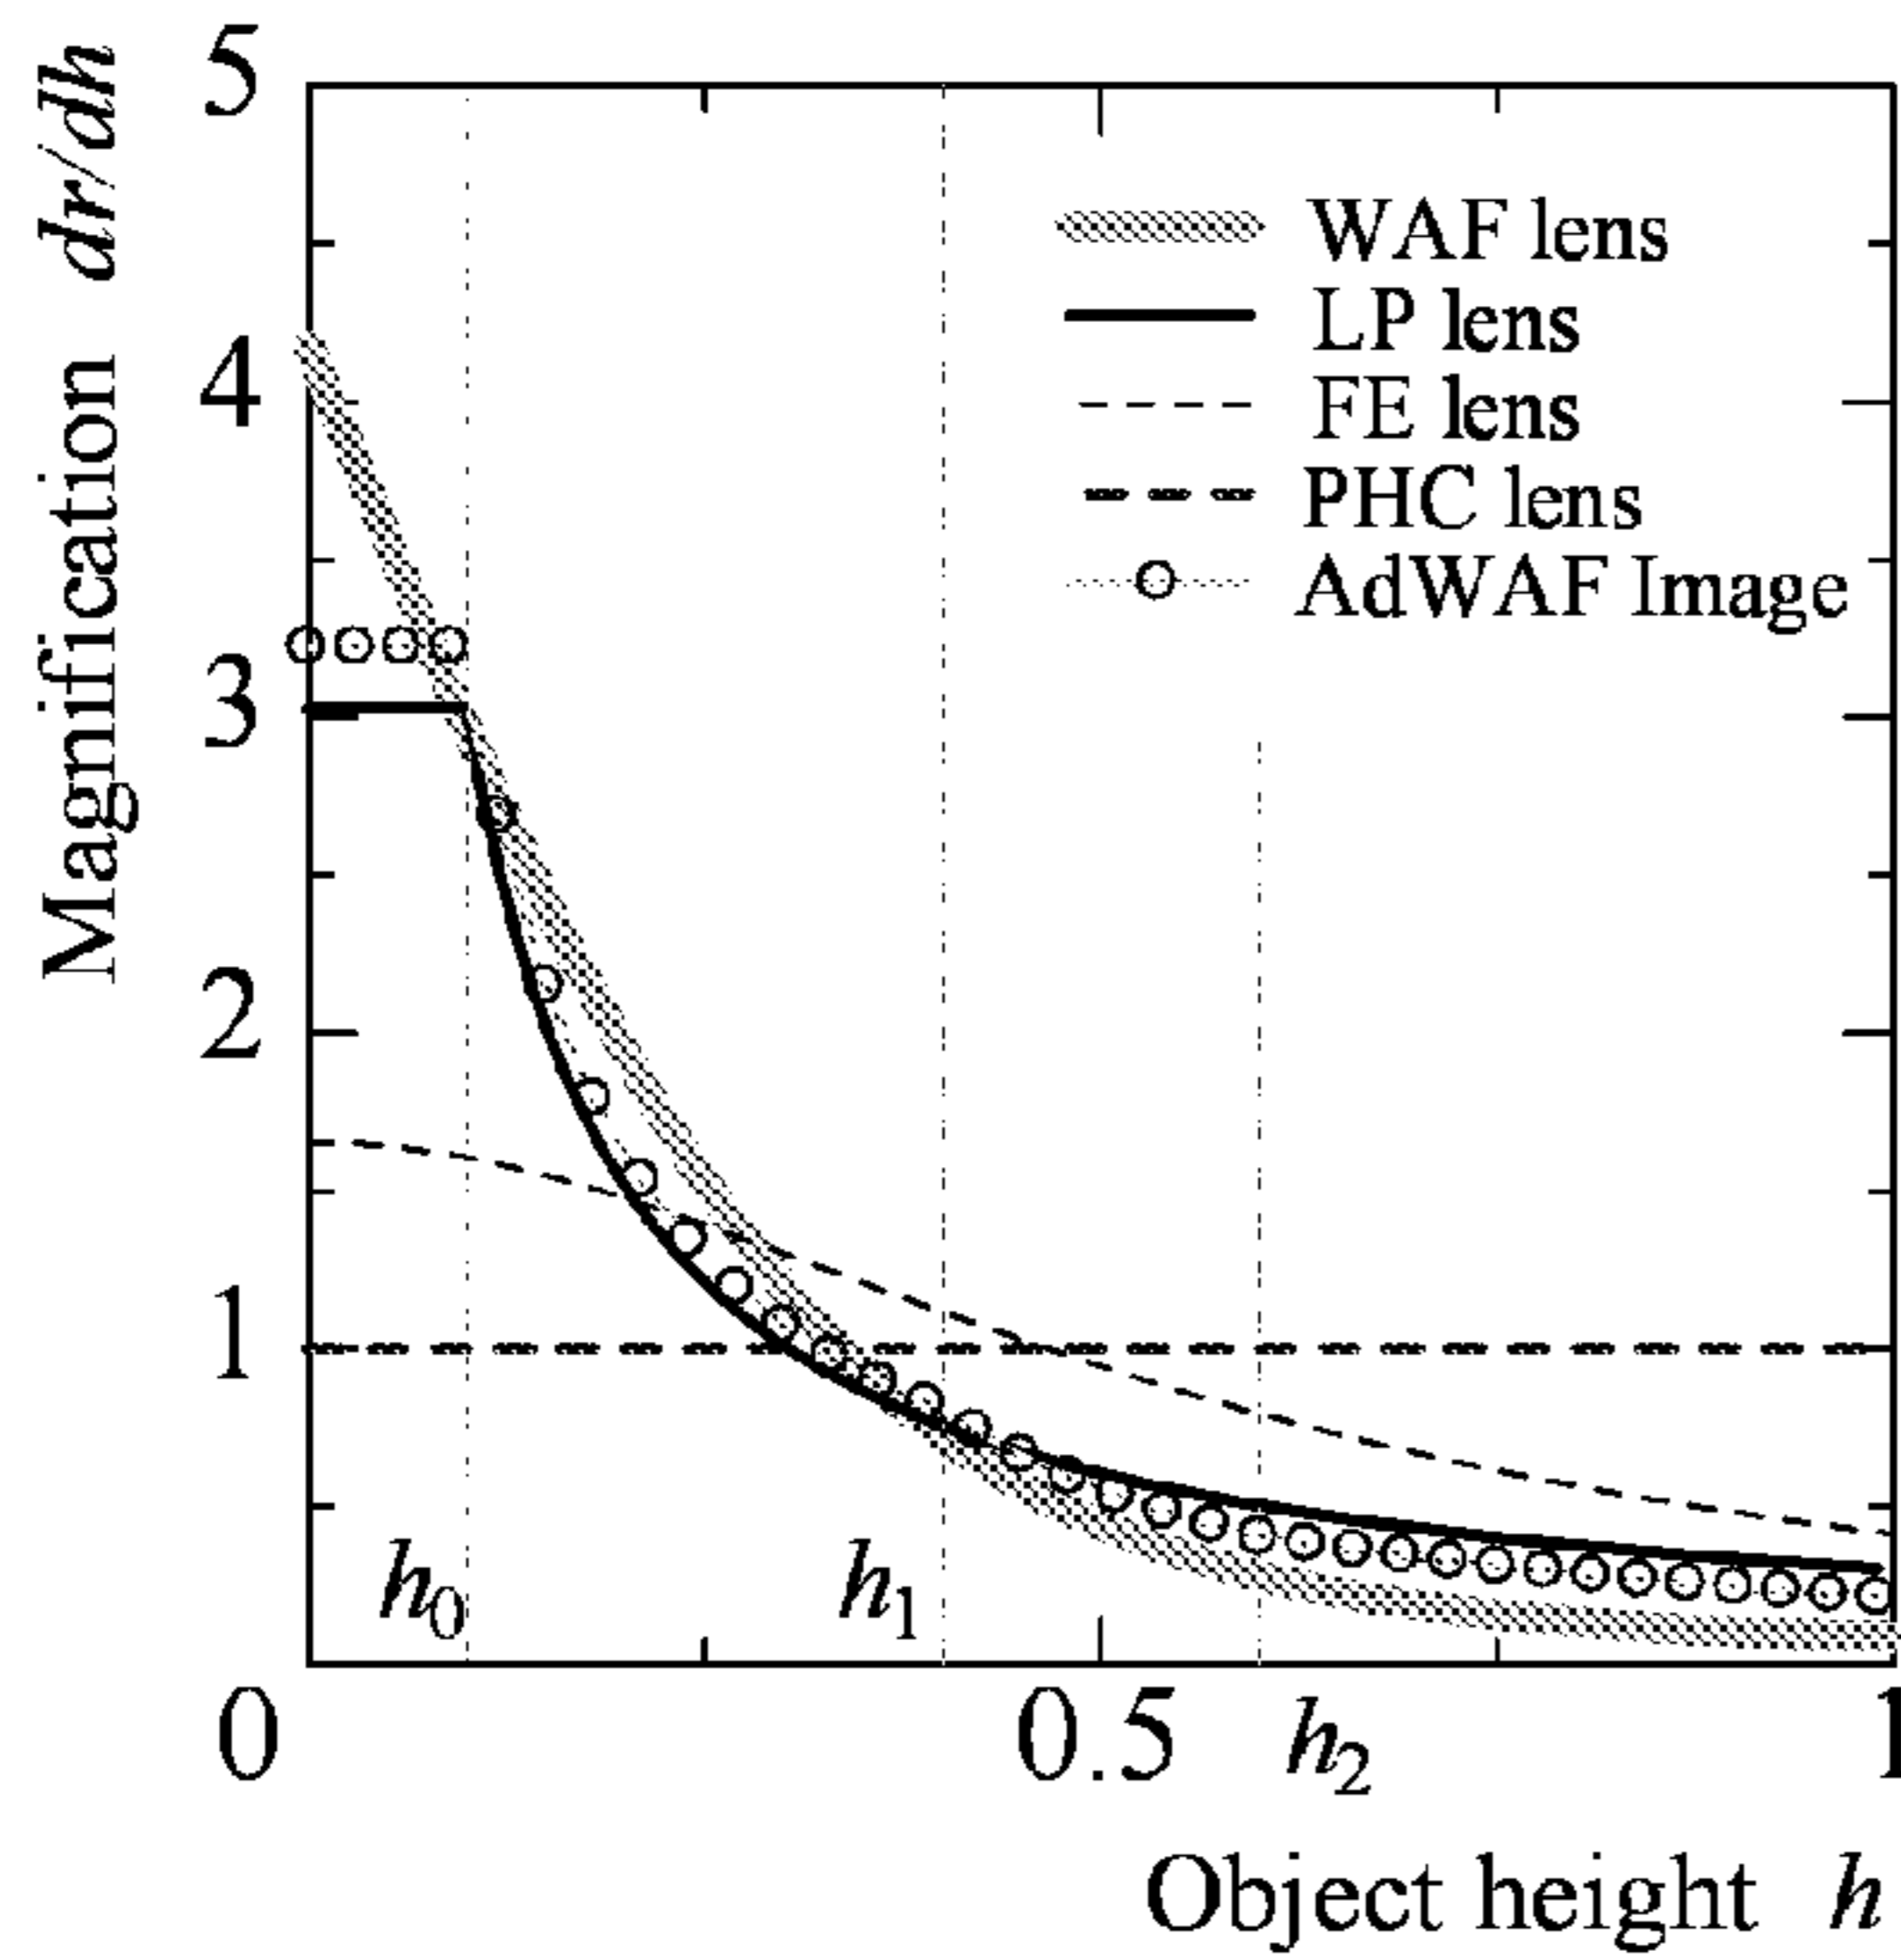 Magnification dr/dh
5
4
3
2
1
0
WAF lens
LP lens
FE lens
PHC lens
AdWAF Image
h0
h1
0.5
h2
1
Object height h